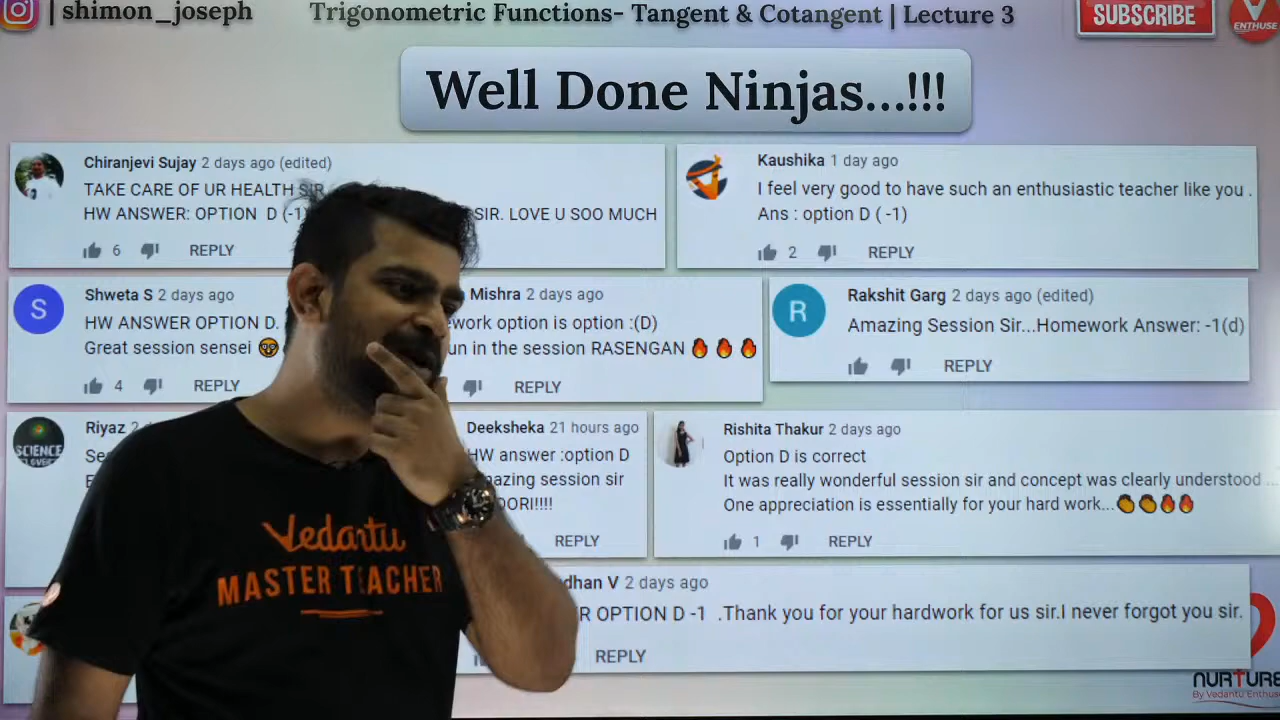 | shimon_joseph
Trigonometric Functions- Tangent & Cotangent | Lecture 3
SUBSCRIBE
ENTHUSE
Well Done Ninjas...!!!
Chiranjevi Sujay 2 days ago (edited)
TAKE CARE OF UR HEALTH SIR
HW ANSWER: OPTION D (-1) SIR. LOVE U SOO MUCH
6 REPLY
Kaushika 1 day ago
I feel very good to have such an enthusiastic teacher like you .
Ans : option D ( -1)
2 REPLY
S
Shweta S 2 days ago
HW ANSWER OPTION D.
Great session sensei 🤓
4 REPLY
Mishra 2 days ago
option is option :(D)
in the session RASENGAN 🔥 🔥 🔥
REPLY
R
Rakshit Garg 2 days ago (edited)
Amazing Session Sir...Homework Answer: -1(d)
REPLY
SCIENCE
Riyaz
Deeksheka 21 hours ago
HW answer :option D
session sir
REPLY
Rishita Thakur 2 days ago
Option D is correct
It was really wonderful session sir and concept was clearly understood ...
One appreciation is essentially for your hard work...👏👏🔥🔥
1 REPLY
V 2 days ago
OPTION D -1 .Thank you for your hardwork for us sir.I never forgot you sir.
REPLY
Vedantu
MASTER TEACHER
NURTURE
By Vedantu Enthuse